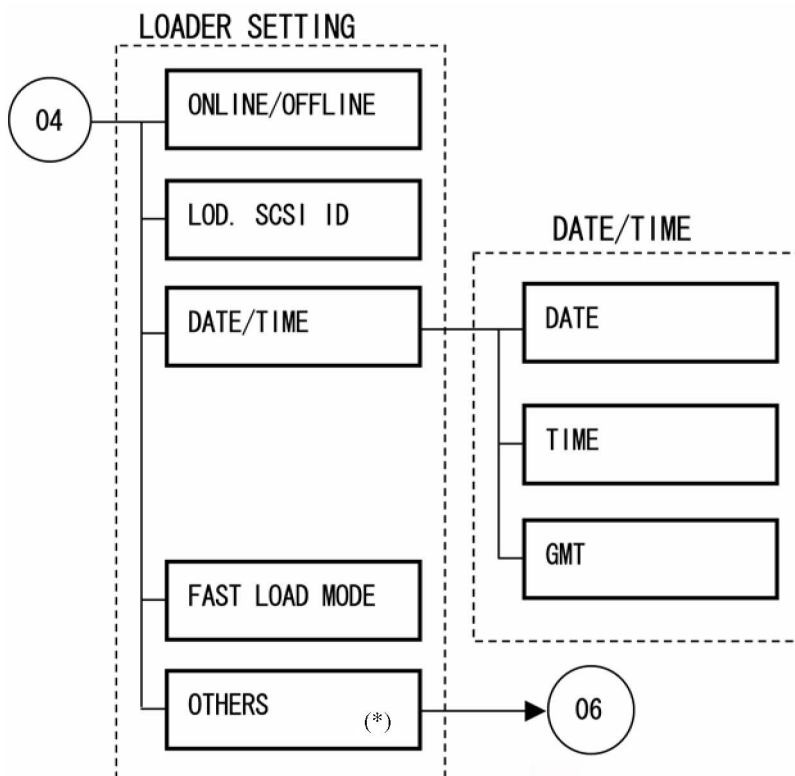 LOADER SETTING
04
ONLINE/OFFLINE
LOD. SCSI ID
DATE/TIME
FAST LOAD MODE
OTHERS
(*)
06
DATE/TIME
DATE
TIME
GMT